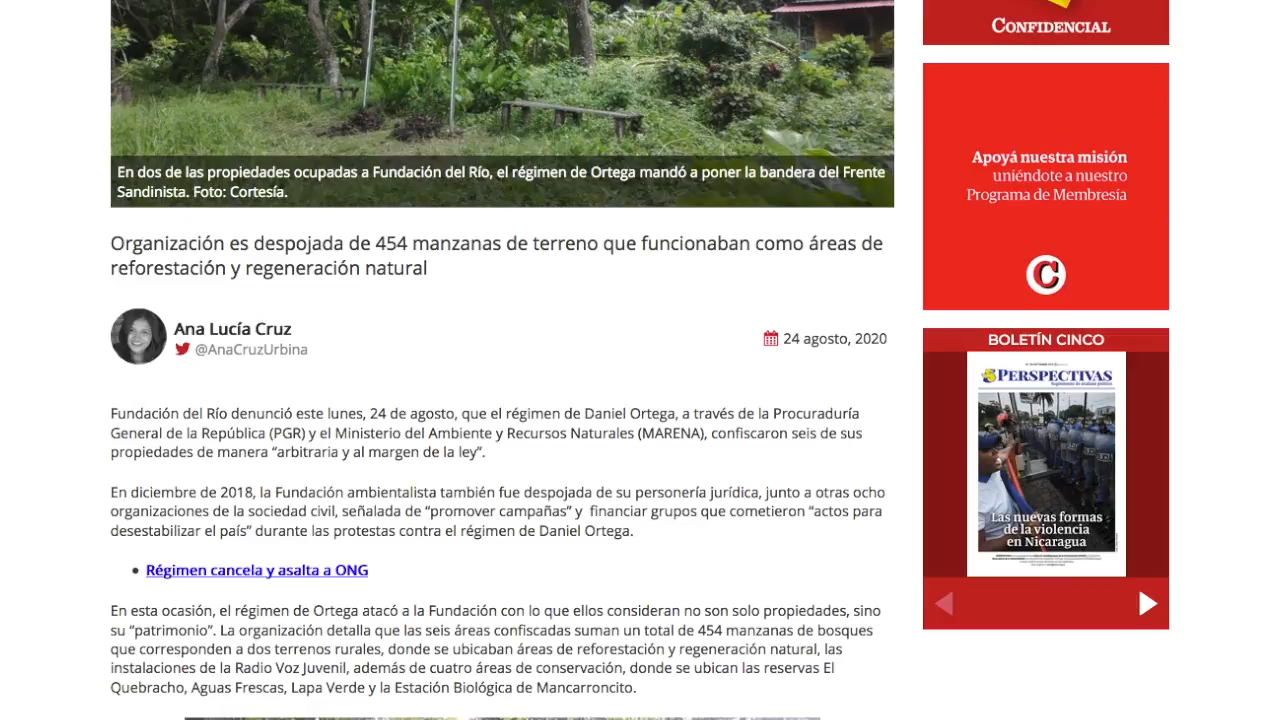 CONFIDENCIAL
En dos de las propiedades ocupadas a Fundación del Río, el régimen de Ortega mandó a poner la bandera del Frente
Sandinista. Foto: Cortesía.
Organización es despojada de 454 manzanas de terreno que funcionaban como áreas de
reforestación y regeneración natural
Ana Lucía Cruz
@AnaCruzUrbina
24 agosto, 2020
Fundación del Río denunció este lunes, 24 de agosto, que el régimen de Daniel Ortega, a través de la Procuraduría
General de la República (PGR) y el Ministerio del Ambiente y Recursos Naturales (MARENA), confiscaron seis de sus
propiedades de manera “arbitraria y al margen de la ley”.
En diciembre de 2018, la Fundación ambientalista también fue despojada de su personería jurídica, junto a otras ocho
organizaciones de la sociedad civil, señalada de “promover campañas” y financiar grupos que cometieron “actos para
desestabilizar el país” durante las protestas contra el régimen de Daniel Ortega.
• Régimen cancela y asalta a ONG
En esta ocasión, el régimen de Ortega atacó a la Fundación con lo que ellos consideran no son solo propiedades, sino
su “patrimonio”. La organización detalla que las seis áreas confiscadas suman un total de 454 manzanas de bosques
que corresponden a dos terrenos rurales, donde se ubicaban áreas de reforestación y regeneración natural, las
instalaciones de la Radio Voz Juvenil, además de cuatro áreas de conservación, donde se ubican las reservas El
Quebracho, Aguas Frescas, Lapa Verde y la Estación Biológica de Mancarroncito.
Apoyá nuestra misión
uniéndote a nuestro
Programa de Membresía
C
BOLETÍN CINCO
PERSPECTIVAS
Las nuevas formas
de la violencia
en Nicaragua